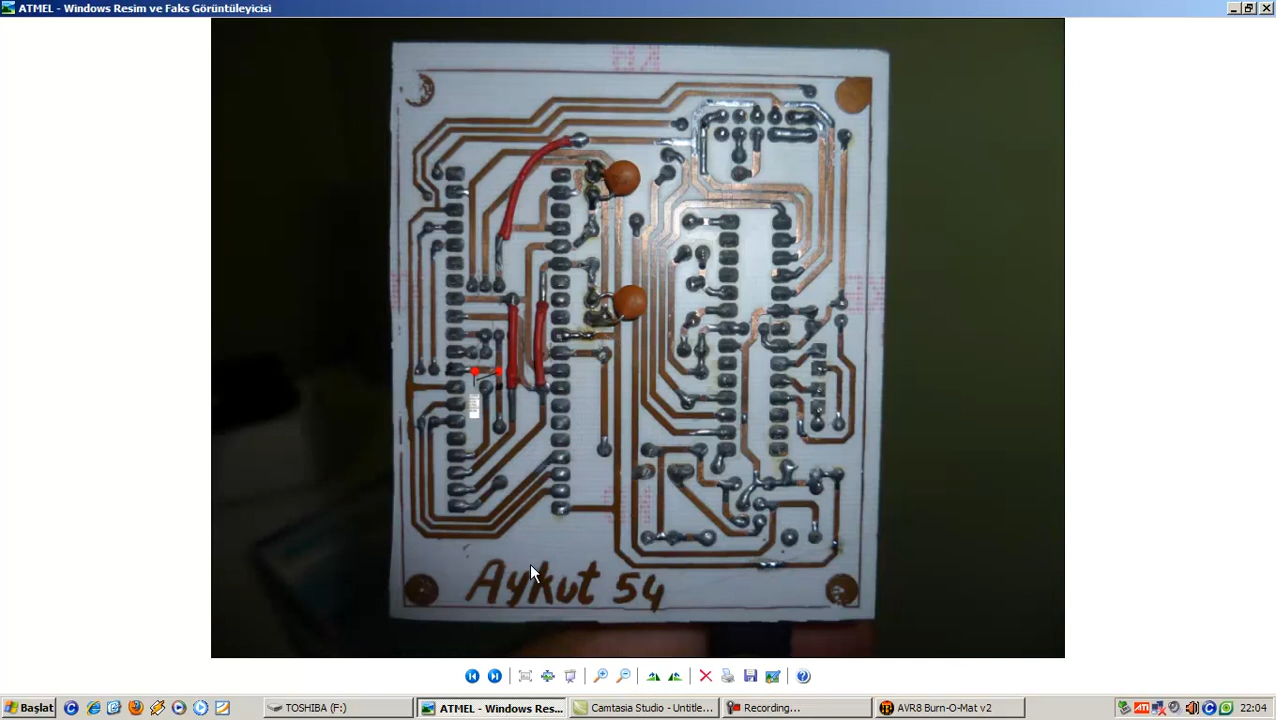 ATMEL - Windows Resim ve Faks Görüntüleyicisi
Aykut 54
Başlat
TOSHIBA (F:)
ATMEL - Windows Res...
Camtasia Studio - Untitle...
Recording...
AVR8 Burn-O-Mat v2
ATI
22:04